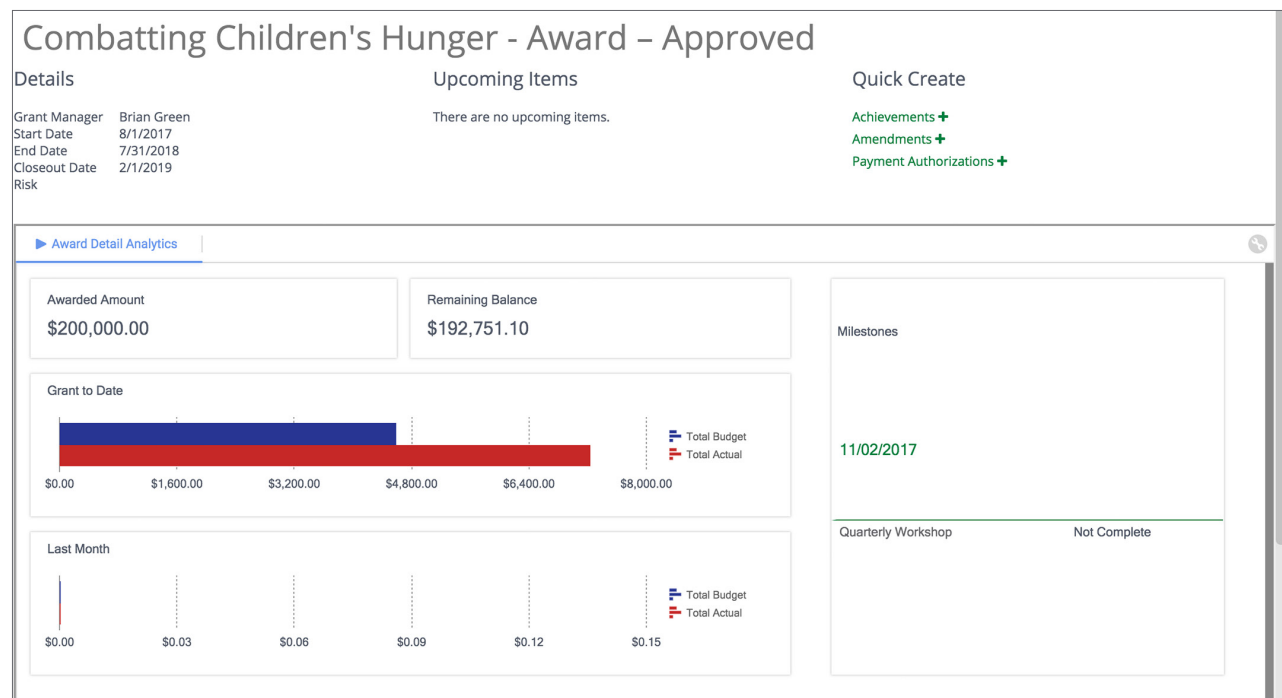 Combatting Children's Hunger - Award – Approved
Details
Grant Manager Brian Green
Start Date 8/1/2017
End Date 7/31/2018
Closeout Date 2/1/2019
Risk
Upcoming Items
There are no upcoming items.
Quick Create
Achievements +
Amendments +
Payment Authorizations +
Award Detail Analytics
Awarded Amount
$200,000.00
Remaining Balance
$192,751.10
Grant to Date
Total Budget
Total Actual
$0.00 $1,600.00 $3,200.00 $4,800.00 $6,400.00 $8,000.00
Last Month
Total Budget
Total Actual
$0.00 $0.03 $0.06 $0.09 $0.12 $0.15
Milestones
11/02/2017
Quarterly Workshop Not Complete